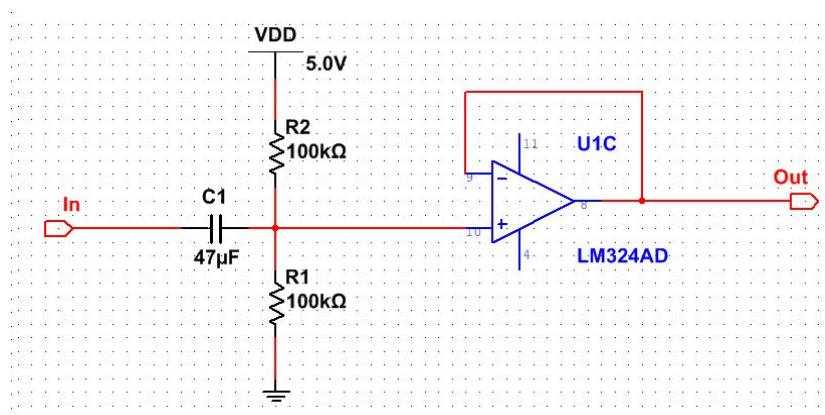 VDD
5.0V
R2
100kΩ
11
U1C
9
In
C1
Out
8
10
47µF
4
LM324AD
R1
100kΩ